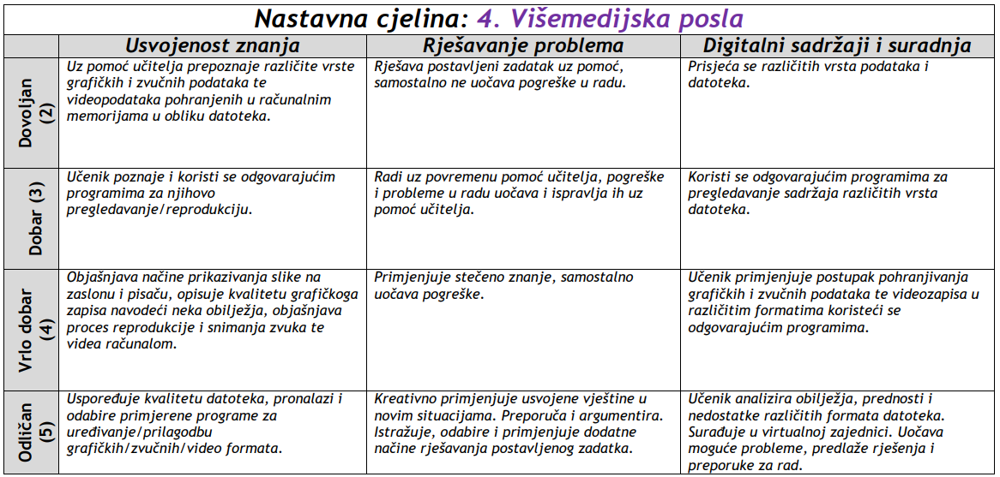 Nastavna cjelina: 4. Višemedijska posla
Usvojenost znanja
Rješavanje problema
Digitalni sadržaji i suradnja
Dovoljan
(2)
Uz pomoć učitelja prepoznaje različite vrste
grafičkih i zvučnih podataka te
videopodataka pohranjenih u računalnim
memorijama u obliku datoteka.
Rješava postavljeni zadatak uz pomoć,
samostalno ne uočava pogreške u radu.
Prisjeća se različitih vrsta podataka i
datoteka.
Dobar (3)
Učenik poznaje i koristi se odgovarajućim
programima za njihovo
pregledavanje/reprodukciju.
Radi uz povremenu pomoć učitelja, pogreške
i probleme u radu uočava i ispravlja ih uz
pomoć učitelja.
Koristi se odgovarajućim programima za
pregledavanje sadržaja različitih vrsta
datoteka.
Vrlo dobar
(4)
Objašnjava načine prikazivanja slike na
zaslonu i pisaču, opisuje kvalitetu grafičkoga
zapisa navodeći neka obilježja, objašnjava
proces reprodukcije i snimanja zvuka te
videa računalom.
Primjenjuje stečeno znanje, samostalno
uočava pogreške.
Učenik primjenjuje postupak pohranjivanja
grafičkih i zvučnih podataka te videozapisa u
različitim formatima koristeći se
odgovarajućim programima.
Odličan
(5)
Uspoređuje kvalitetu datoteka, pronalazi i
odabire primjerene programe za
uređivanje/prilagodbu
grafičkih/zvučnih/video formata.
Kreativno primjenjuje usvojene vještine u
novim situacijama. Preporuča i argumentira.
Istražuje, odabire i primjenjuje dodatne
načine rješavanja postavljenog zadatka.
Učenik analizira obilježja, prednosti i
nedostatke različitih formata datoteka.
Surađuje u virtualnoj zajednici. Uočava
moguće probleme, predlaže rješenja i
preporuke za rad.